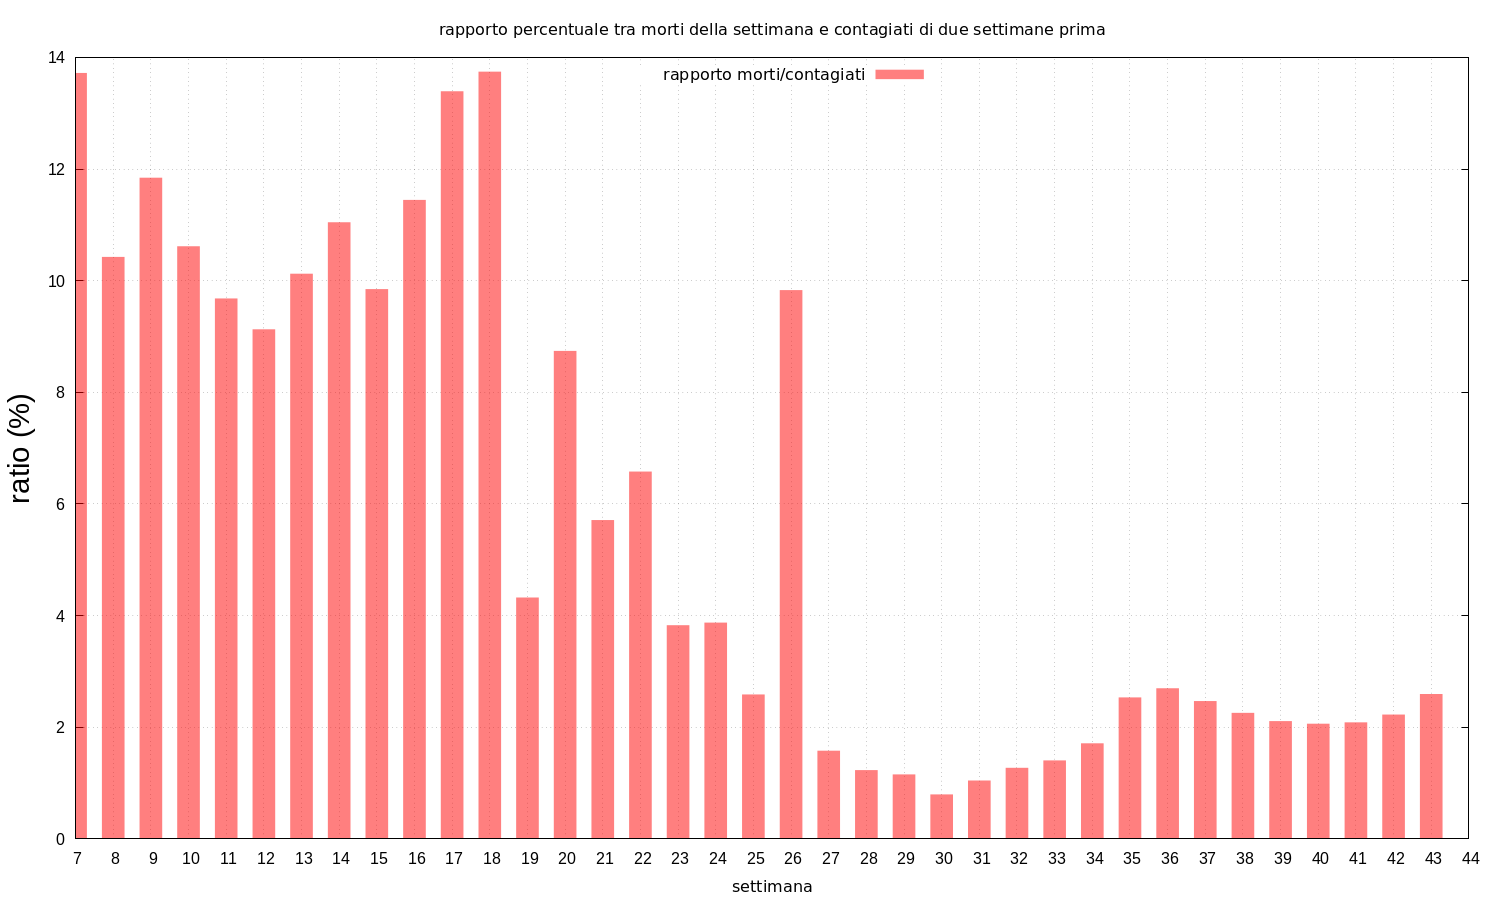 rapporto percentuale tra morti della settimana e contagiati di due settimane prima
rapporto morti/contagiati
ratio (%)
14
12
10
8
6
4
2
0
7 8 9 10 11 12 13 14 15 16 17 18 19 20 21 22 23 24 25 26 27 28 29 30 31 32 33 34 35 36 37 38 39 40 41 42 43 44
settimana